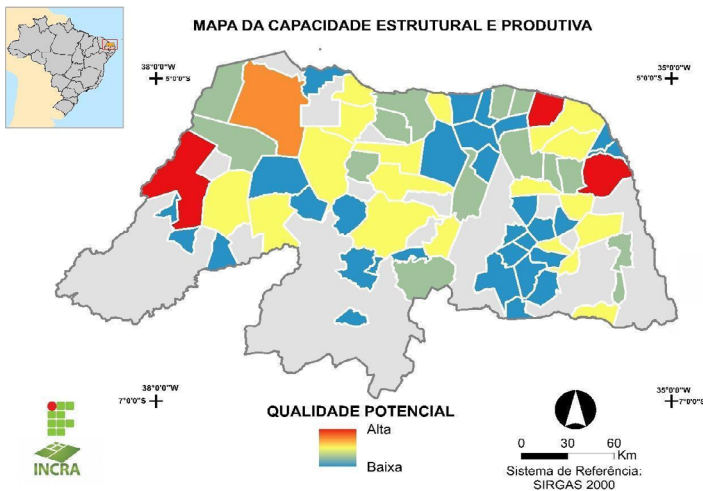 MAPA DA CAPACIDADE ESTRUTURAL E PRODUTIVA
38°0'0"W
5°0'0"S
35°0'0"W
5°0'0"S
38°0'0"W
7°0'0"S
35°0'0"W
7°0'0"S
QUALIDADE POTENCIAL
Alta
Baixa
INCRA
0 30 60
Km
Sistema de Referência:
SIRGAS 2000